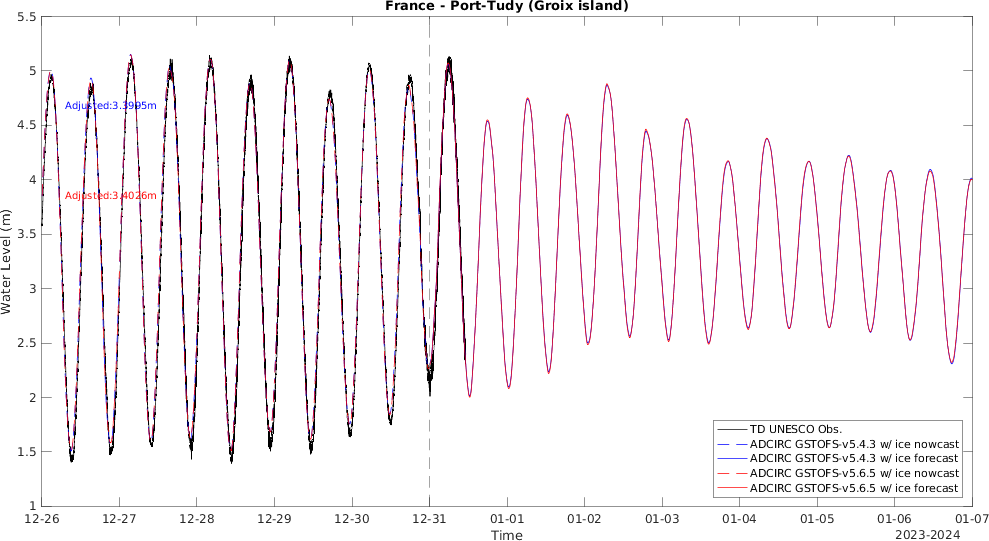 France - Port-Tudy (Groix island)
5.5
5
4.5
4
3.5
3
2.5
2
1.5
1
Water Level (m)
Adjusted:3.3995m
Adjusted:3.4026m
TD UNESCO Obs.
ADCIRC GSTOFS-v5.4.3 w/ ice nowcast
ADCIRC GSTOFS-v5.4.3 w/ ice forecast
ADCIRC GSTOFS-v5.6.5 w/ ice nowcast
ADCIRC GSTOFS-v5.6.5 w/ ice forecast
12-26 12-27 12-28 12-29 12-30 12-31 01-01 01-02 01-03 01-04 01-05 01-06 01-07
Time
2023-2024